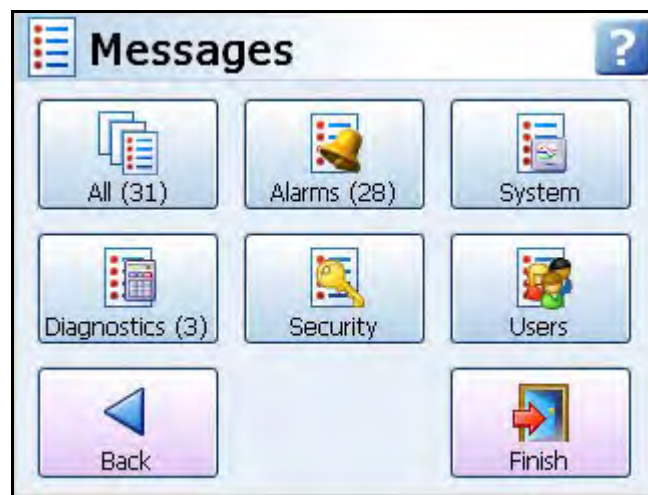 Messages
?
All (31)
Alarms (28)
System
Diagnostics (3)
Security
Users
Back
Finish